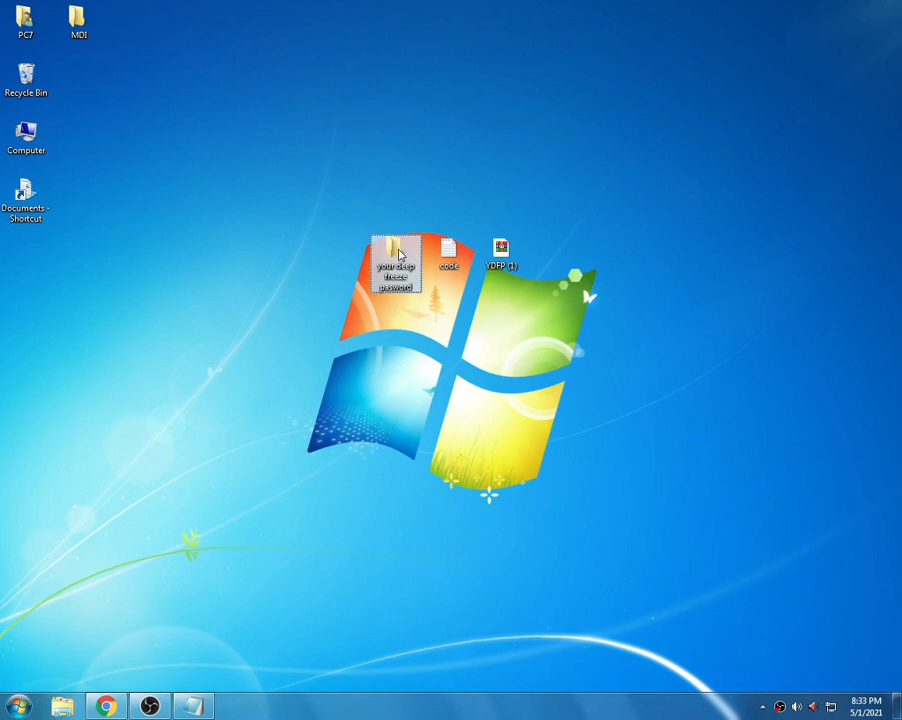 PC7
MDI
Recycle Bin
Computer
Documents -
Shortcut
your deep
freeze
pasword
code
YDFP (1)
8:33 PM
5/1/2021